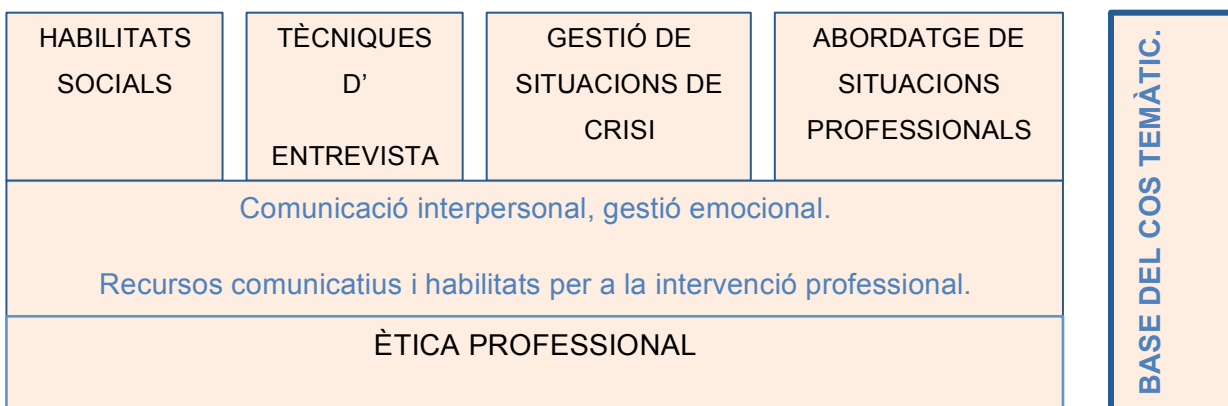 HABILITATS
SOCIALS
TÈCNIQUES
D’
ENTREVISTA
GESTIÓ DE
SITUACIONS DE
CRISI
ABORDATGE DE
SITUACIONS
PROFESSIONALS
Comunicació interpersonal, gestió emocional.
Recursos comunicatius i habilitats per a la intervenció professional.
ÈTICA PROFESSIONAL
BASE DEL COS TEMÀTIC.